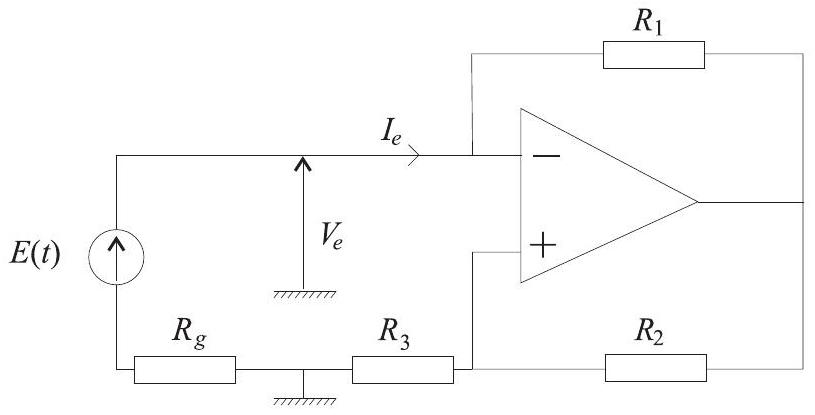 R1
Ie
−
E(t)
Ve
+
Rg
R3
R2